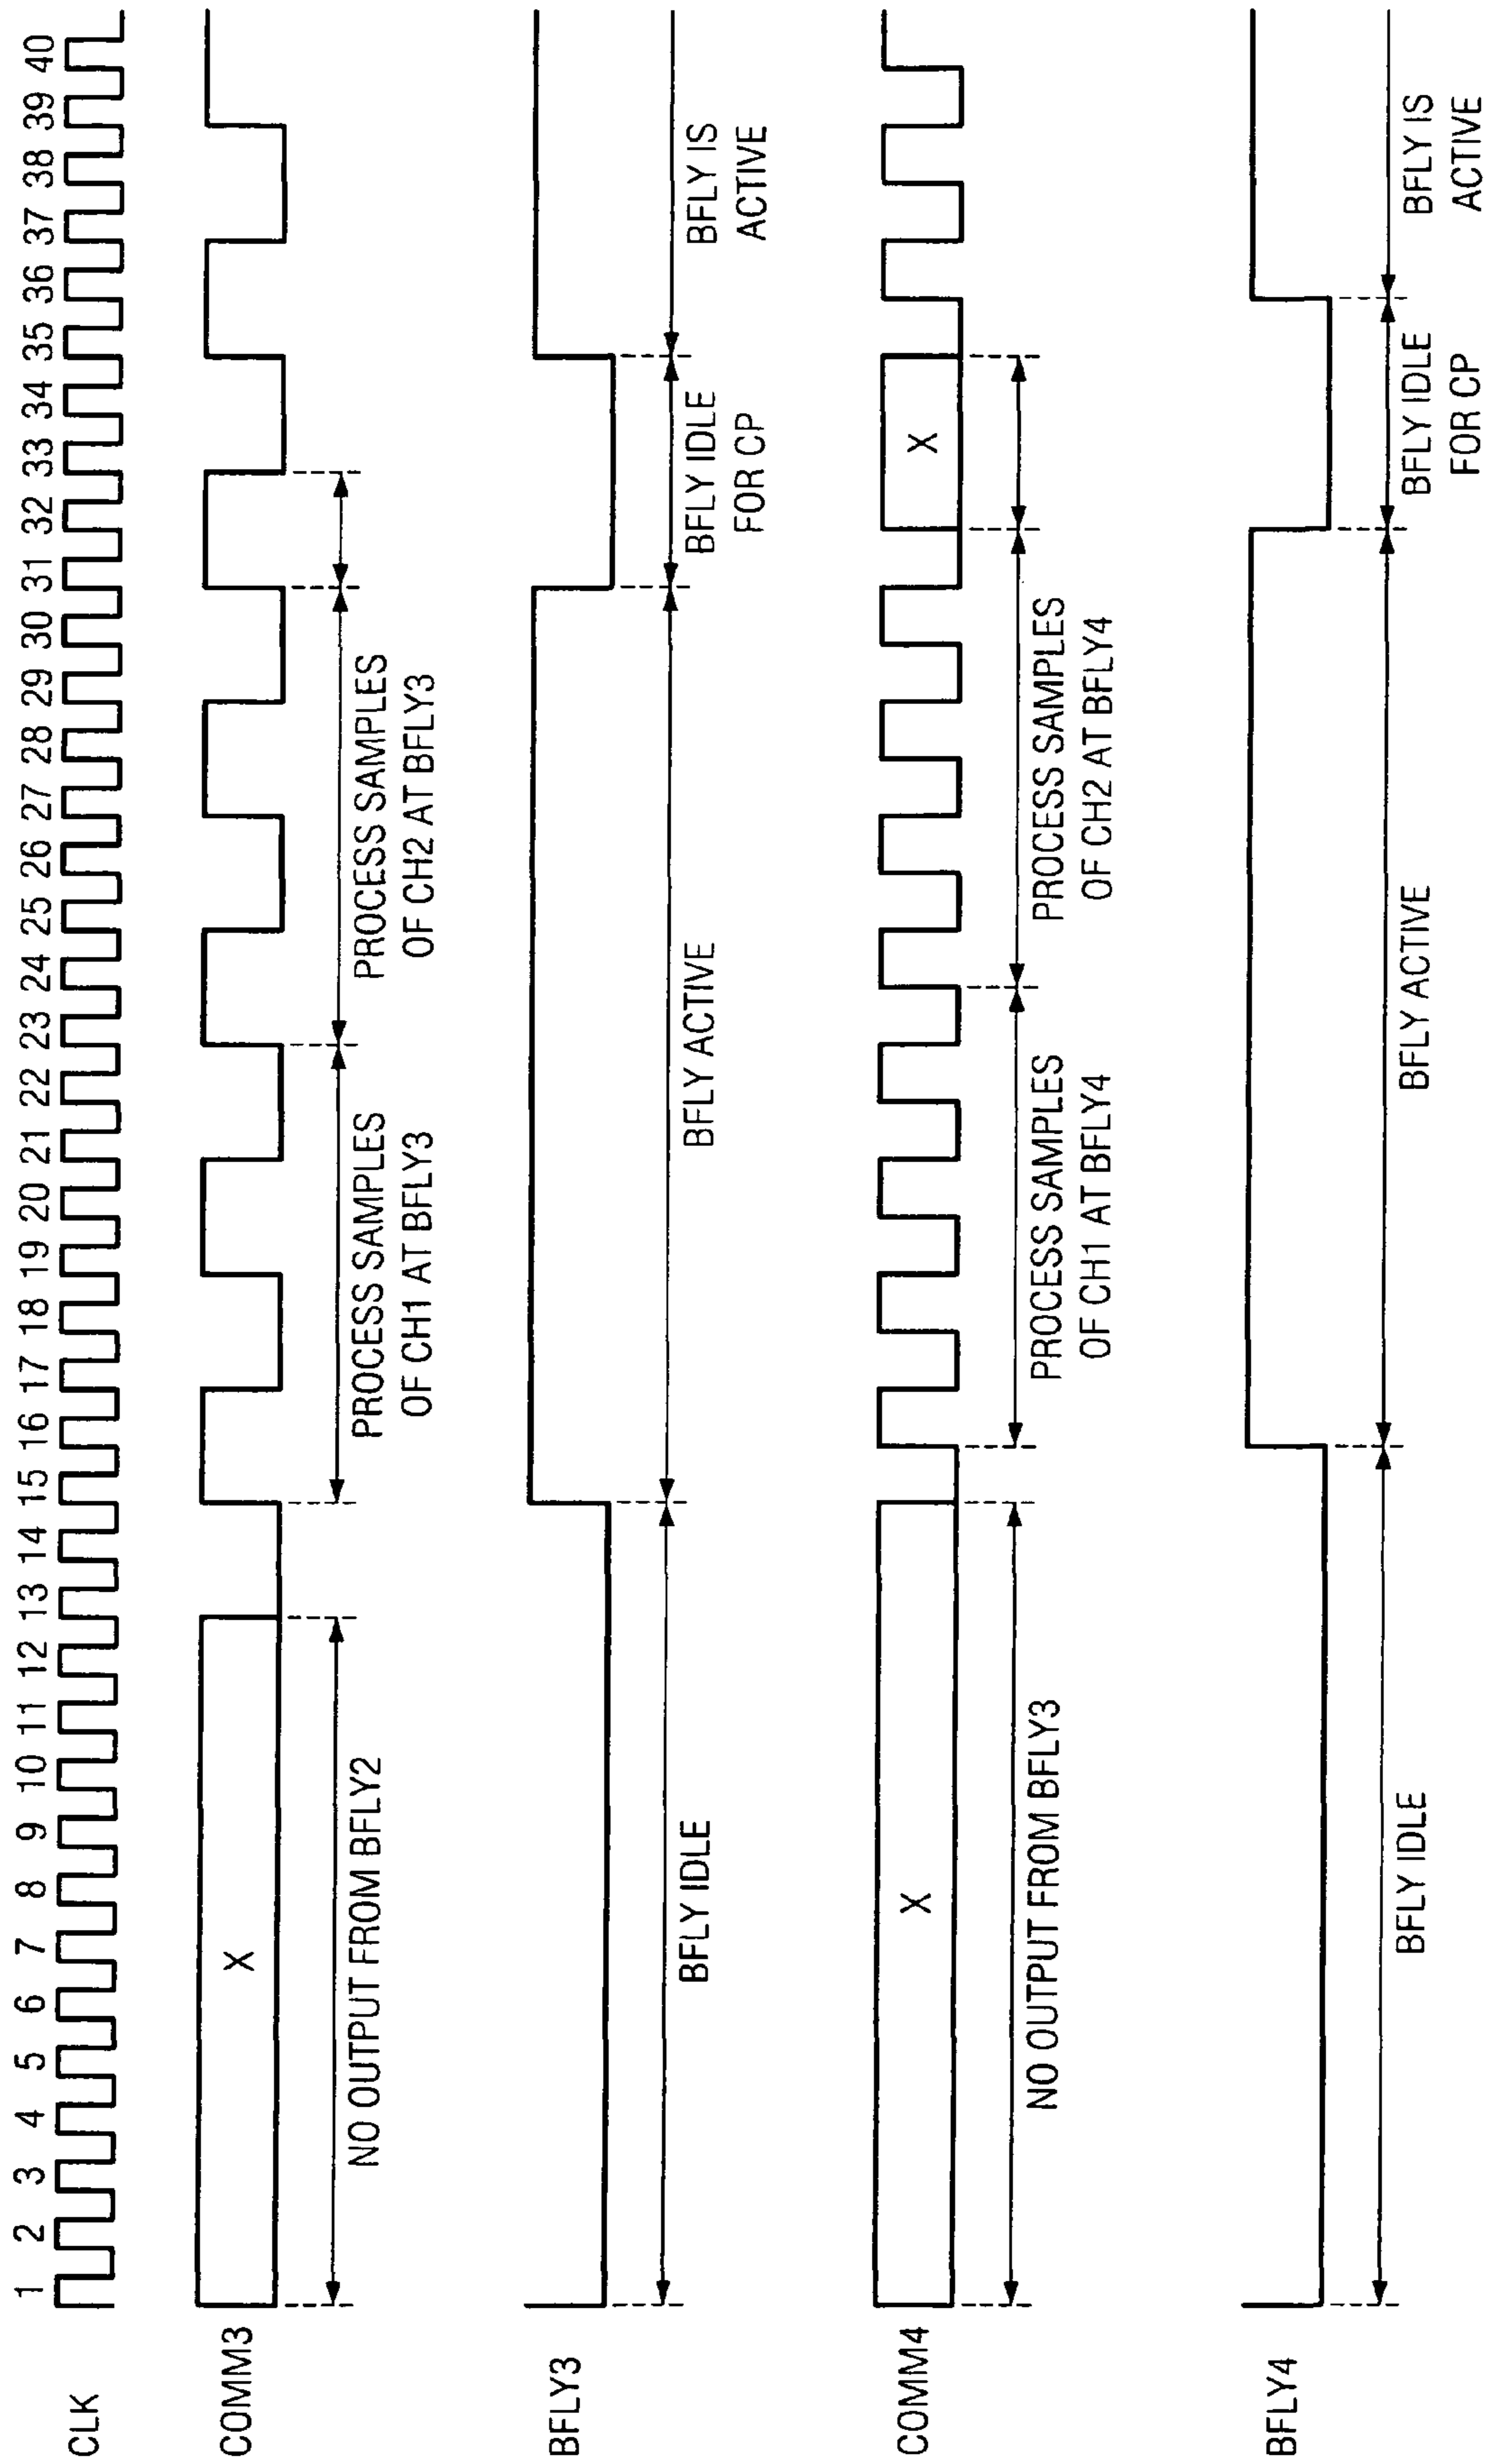 CLK
1 2 3 4 5 6 7 8 9 10 11 12 13 14 15 16 17 18 19 20 21 22 23 24 25 26 27 28 29 30 31 32 33 34 35 36 37 38 39 40
COMM3
X
NO OUTPUT FROM BFLY2
PROCESS SAMPLES
OF CH1 AT BFLY3
PROCESS SAMPLES
OF CH2 AT BFLY3
BFLY3
BFLY IDLE
BFLY ACTIVE
BFLY IDLE
FOR CP
BFLY IS
ACTIVE
COMM4
X
X
NO OUTPUT FROM BFLY3
PROCESS SAMPLES
OF CH1 AT BFLY4
PROCESS SAMPLES
OF CH2 AT BFLY4
BFLY4
BFLY IDLE
BFLY ACTIVE
BFLY IDLE
FOR CP
BFLY IS
ACTIVE